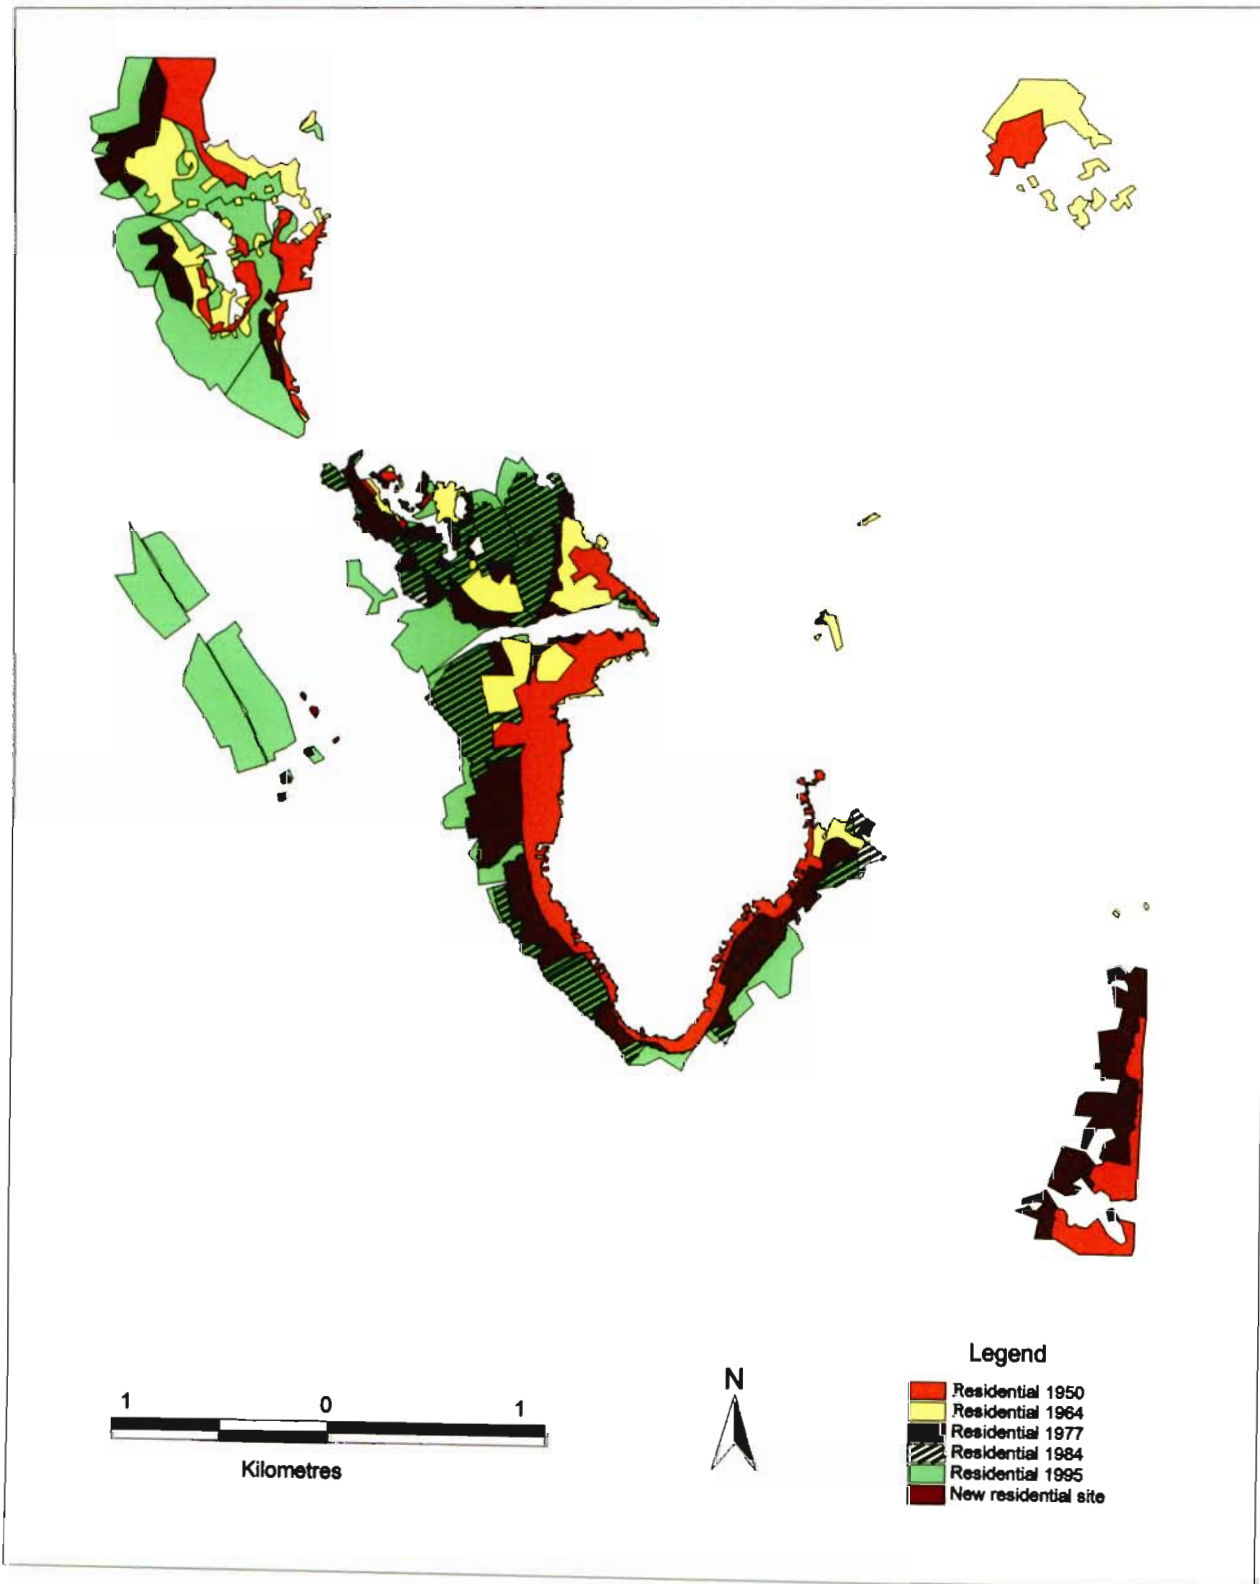 1 0 1
Kilometres
N
Legend
Residential 1950
Residential 1964
Residential 1977
Residential 1984
Residential 1995
New residential site